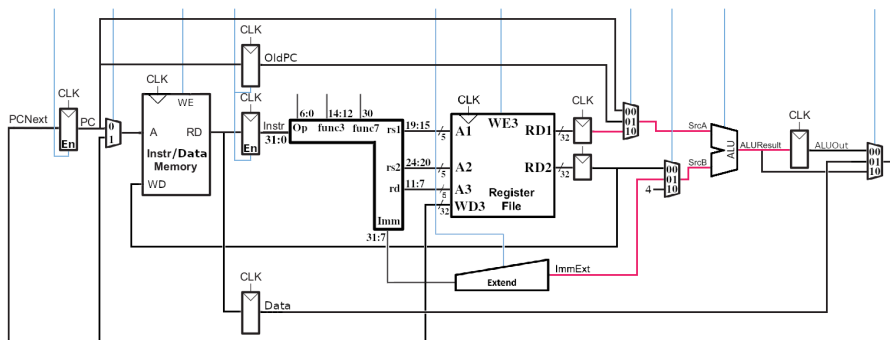 CLK
OldPC
CLK
PCNext
PC
En
0
1
CLK
WE
A
RD
Instr/Data
Memory
WD
CLK
Instr
31:0
En
6:0
14:12
30
Op
func3
func7
rs1
rs2
rd
Imm
31:7
19:15
24:20
11:7
5
5
5
32
CLK
WE3
A1
RD1
A2
RD2
A3
Register
WD3
File
CLK
32
32
00
01
10
SrcA
00
01
10
4
SrcB
ALU
ALUResult
CLK
ALUOut
00
01
10
ImmExt
Extend
CLK
Data